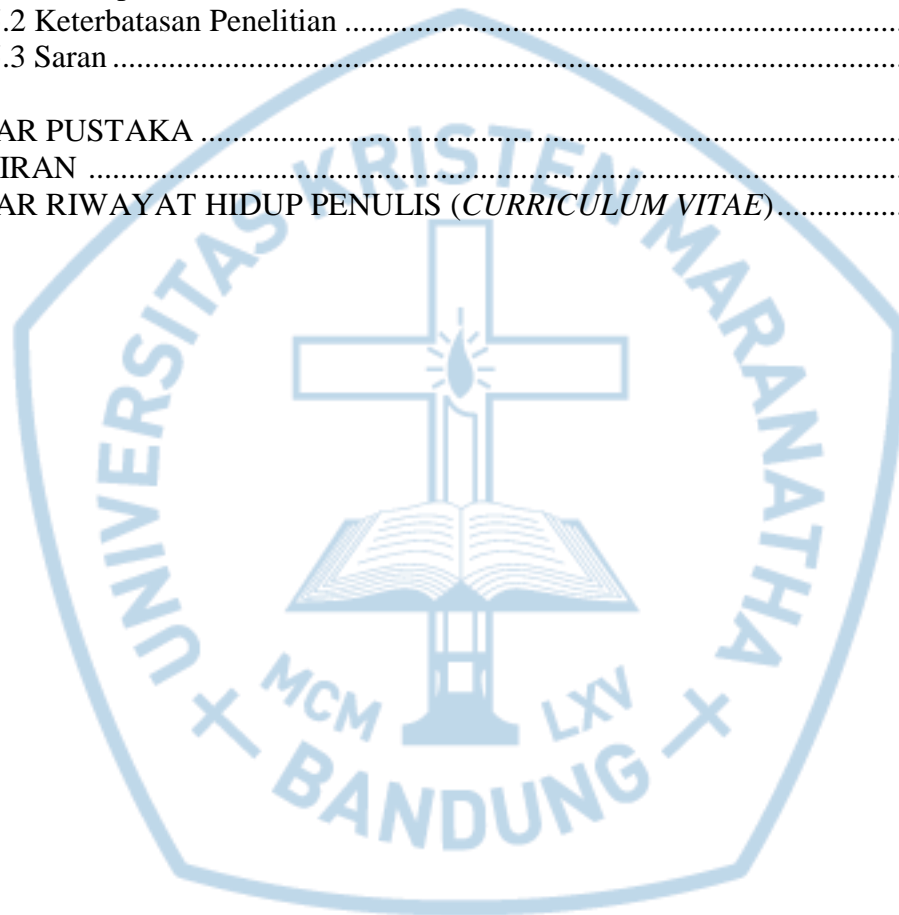 .2 Keterbatasan Penelitian ....................................................................................
.3 Saran ..................................................................................................................
AR PUSTAKA ......................................................................................................
IRAN .....................................................................................................................
AR RIWAYAT HIDUP PENULIS (CURRICULUM VITAE) ..................
UNIVERSITAS KRISTEN MARANATHA
MCM LXV
BANDUNG